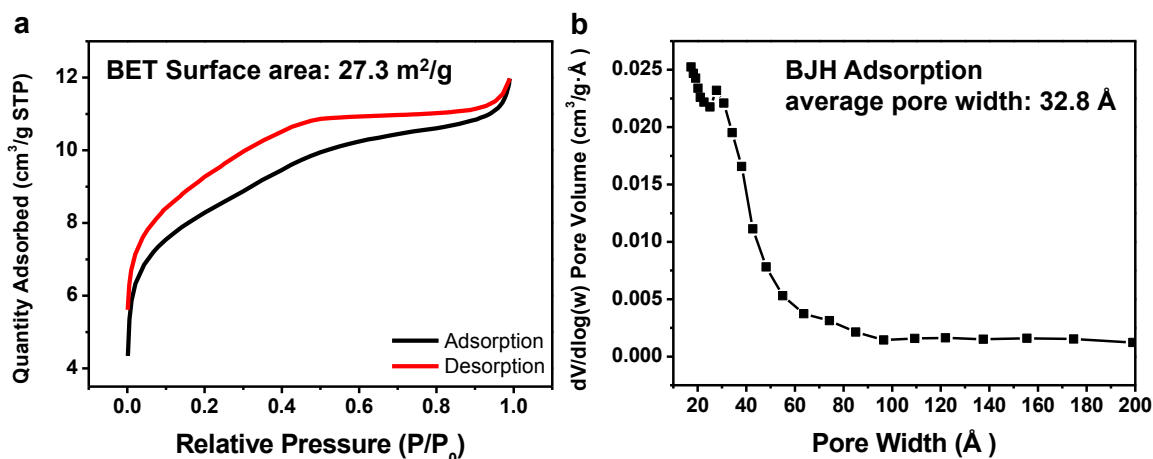 a
BET Surface area: 27.3 m²/g
Quantity Adsorbed (cm³/g STP)
12
10
8
6
4
Adsorption
Desorption
0.0 0.2 0.4 0.6 0.8 1.0
Relative Pressure (P/P₀)
b
BJH Adsorption
average pore width: 32.8 Å
dV/dlog(w) Pore Volume (cm³/g·Å)
0.025
0.020
0.015
0.010
0.005
0.000
20 40 60 80 100 120 140 160 180 200
Pore Width (Å )